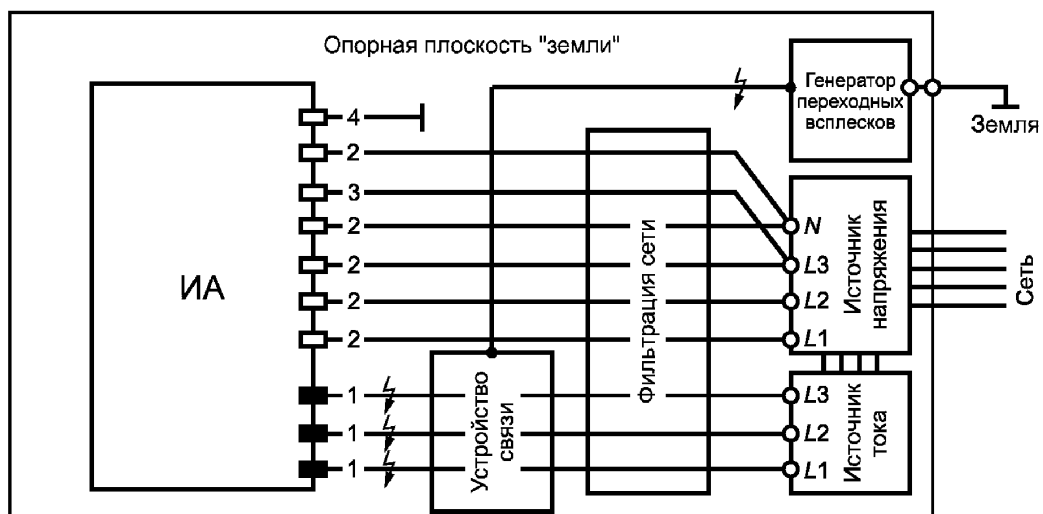 Опорная плоскость "земли"
Генератор
переходных
всплесков
Земля
ИА
4
2
3
2
2
2
2
1
1
1
Устройство
связи
Фильтрация сети
N
L3
L2
L1
Источник
напряжения
Сеть
L3
L2
L1
Источник
тока